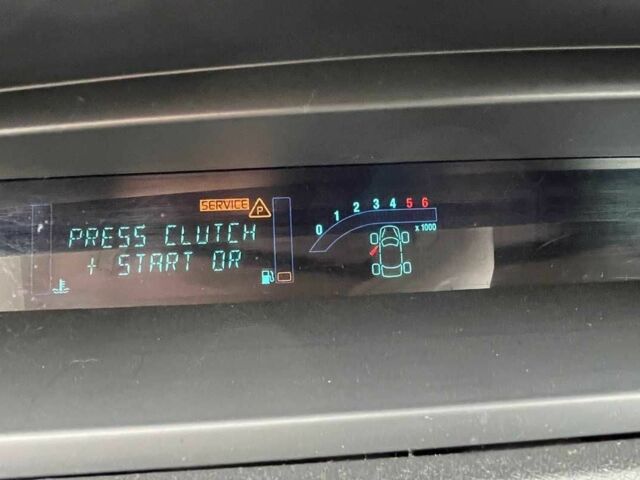 SERVICE P
PRESS CLUTCH
+ START OR
0 1 2 3 4 5 6
x 1000